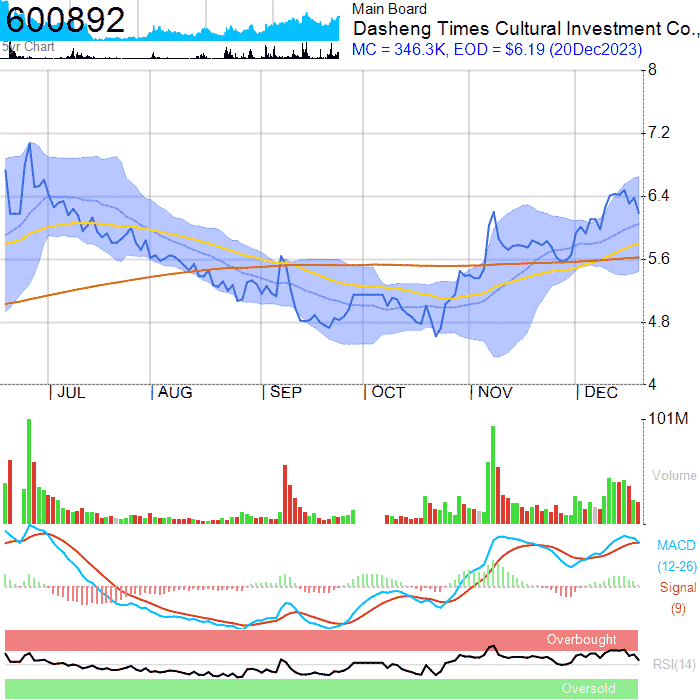 600892
5yr Chart
Main Board
Dasheng Times Cultural Investment Co.,
MC = 346.3K, EOD = $6.19 (20Dec2023)
8
7.2
6.4
5.6
4.8
4
JUL AUG SEP OCT NOV DEC
101M
Volume
MACD
(12-26)
Signal
(9)
Overbought
RSI(14)
Oversold